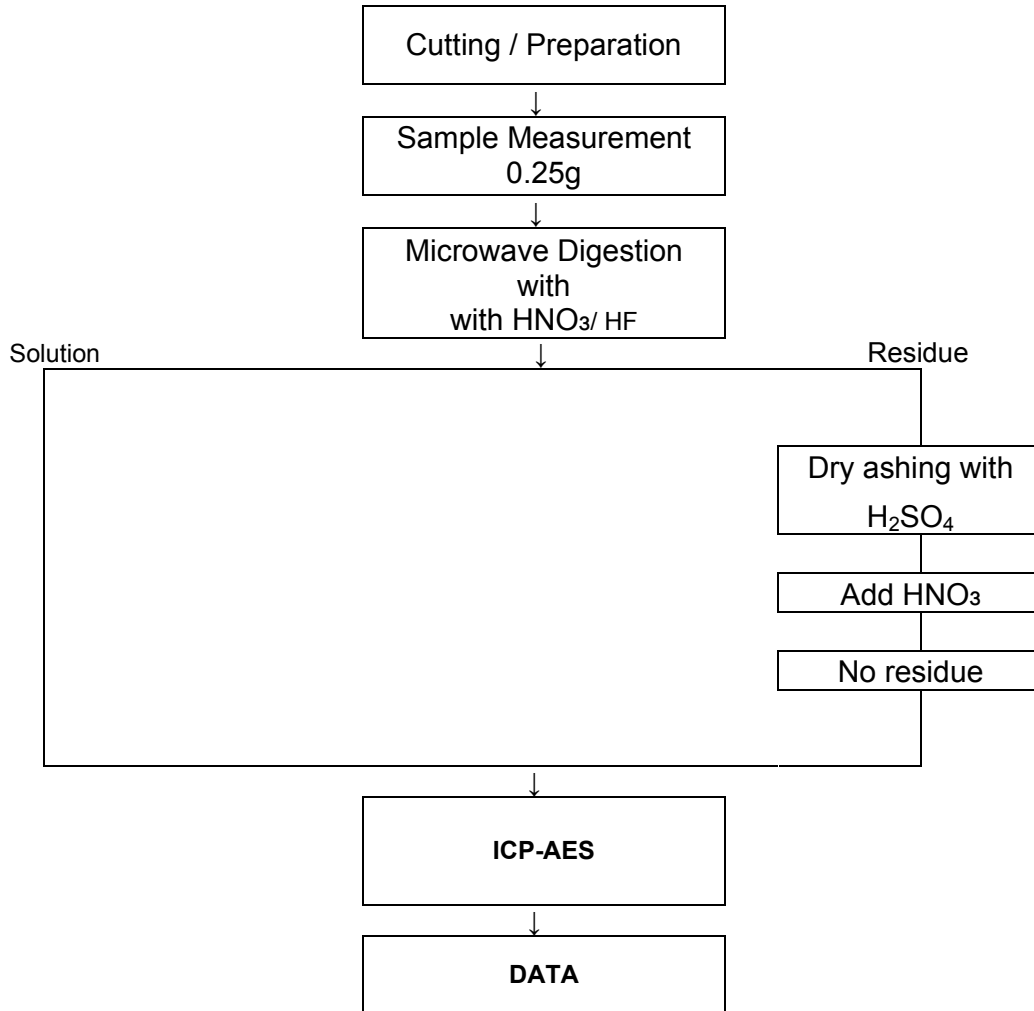 Cutting / Preparation
↓
Sample Measurement
0.25g
↓
Microwave Digestion
with
with HNO₃/ HF
↓
Solution
Residue
Dry ashing with
H₂SO₄
Add HNO₃
No residue
↓
ICP-AES
↓
DATA